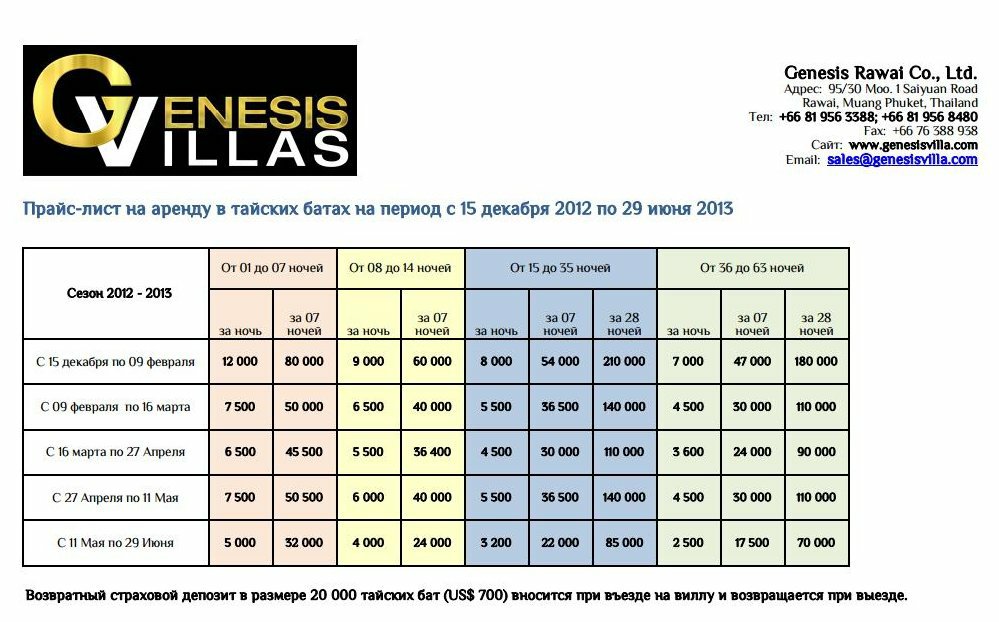 GENESIS
VILLAS
Genesis Rawai Co., Ltd.
Адрес: 95/30 Moo. 1 Saiyuan Road
Rawai, Muang Phuket, Thailand
Тел: +66 81 956 3388; +66 81 956 8480
Fax: +66 76 388 938
Сайт: www.genesisvilla.com
Email: sales@genesisvilla.com
Прайс-лист на аренду в тайских батах на период с 15 декабря 2012 по 29 июня 2013
Сезон 2012 - 2013 От 01 до 07 ночей От 08 до 14 ночей От 15 до 35 ночей От 36 до 63 ночей
за ночь за 07 ночей за ночь за 07 ночей за ночь за 07 ночей за 28 ночей за ночь за 07 ночей за 28 ночей
С 15 декабря по 09 февраля 12 000 80 000 9 000 60 000 8 000 54 000 210 000 7 000 47 000 180 000
С 09 февраля по 16 марта 7 500 50 000 6 500 40 000 5 500 36 500 140 000 4 500 30 000 110 000
С 16 марта по 27 Апреля 6 500 45 500 5 500 36 400 4 500 30 000 110 000 3 600 24 000 90 000
С 27 Апреля по 11 Мая 7 500 50 500 6 000 40 000 5 500 36 500 140 000 4 500 30 000 110 000
С 11 Мая по 29 Июня 5 000 32 000 4 000 24 000 3 200 22 000 85 000 2 500 17 500 70 000
Возвратный страховой депозит в размере 20 000 тайских бат (US$ 700) вносится при въезде на виллу и возвращается при выезде.